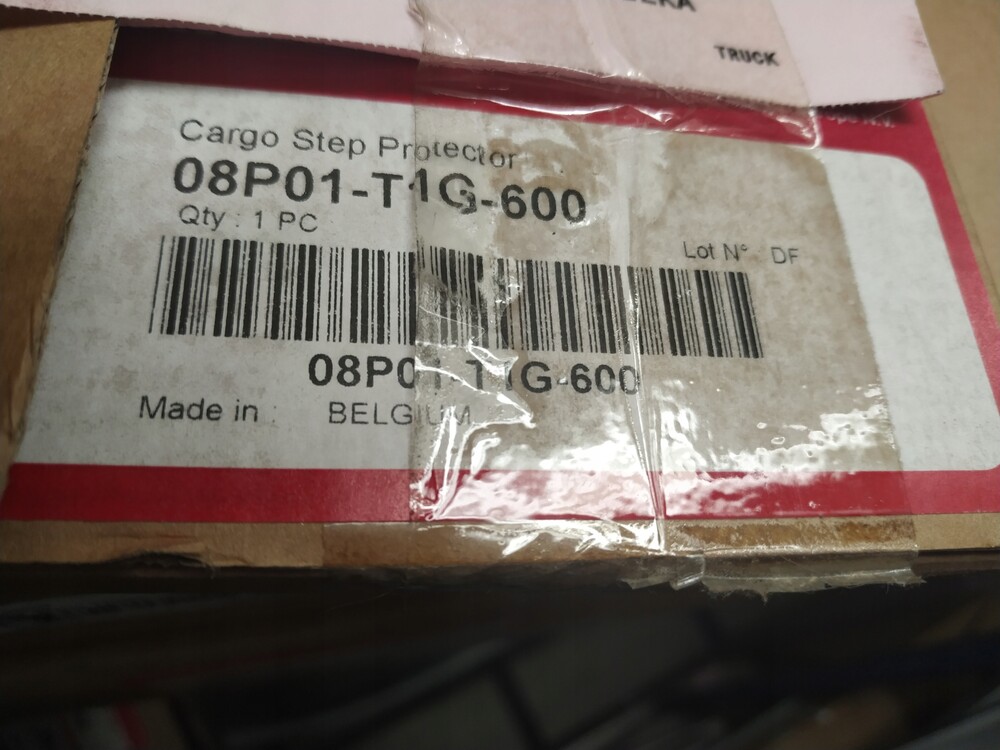 TRUCK
Cargo Step Protector
08P01-T1G-600
Qty : 1 PC
Lot N° : DF
08P01-T1G-600
Made in : BELGIUM